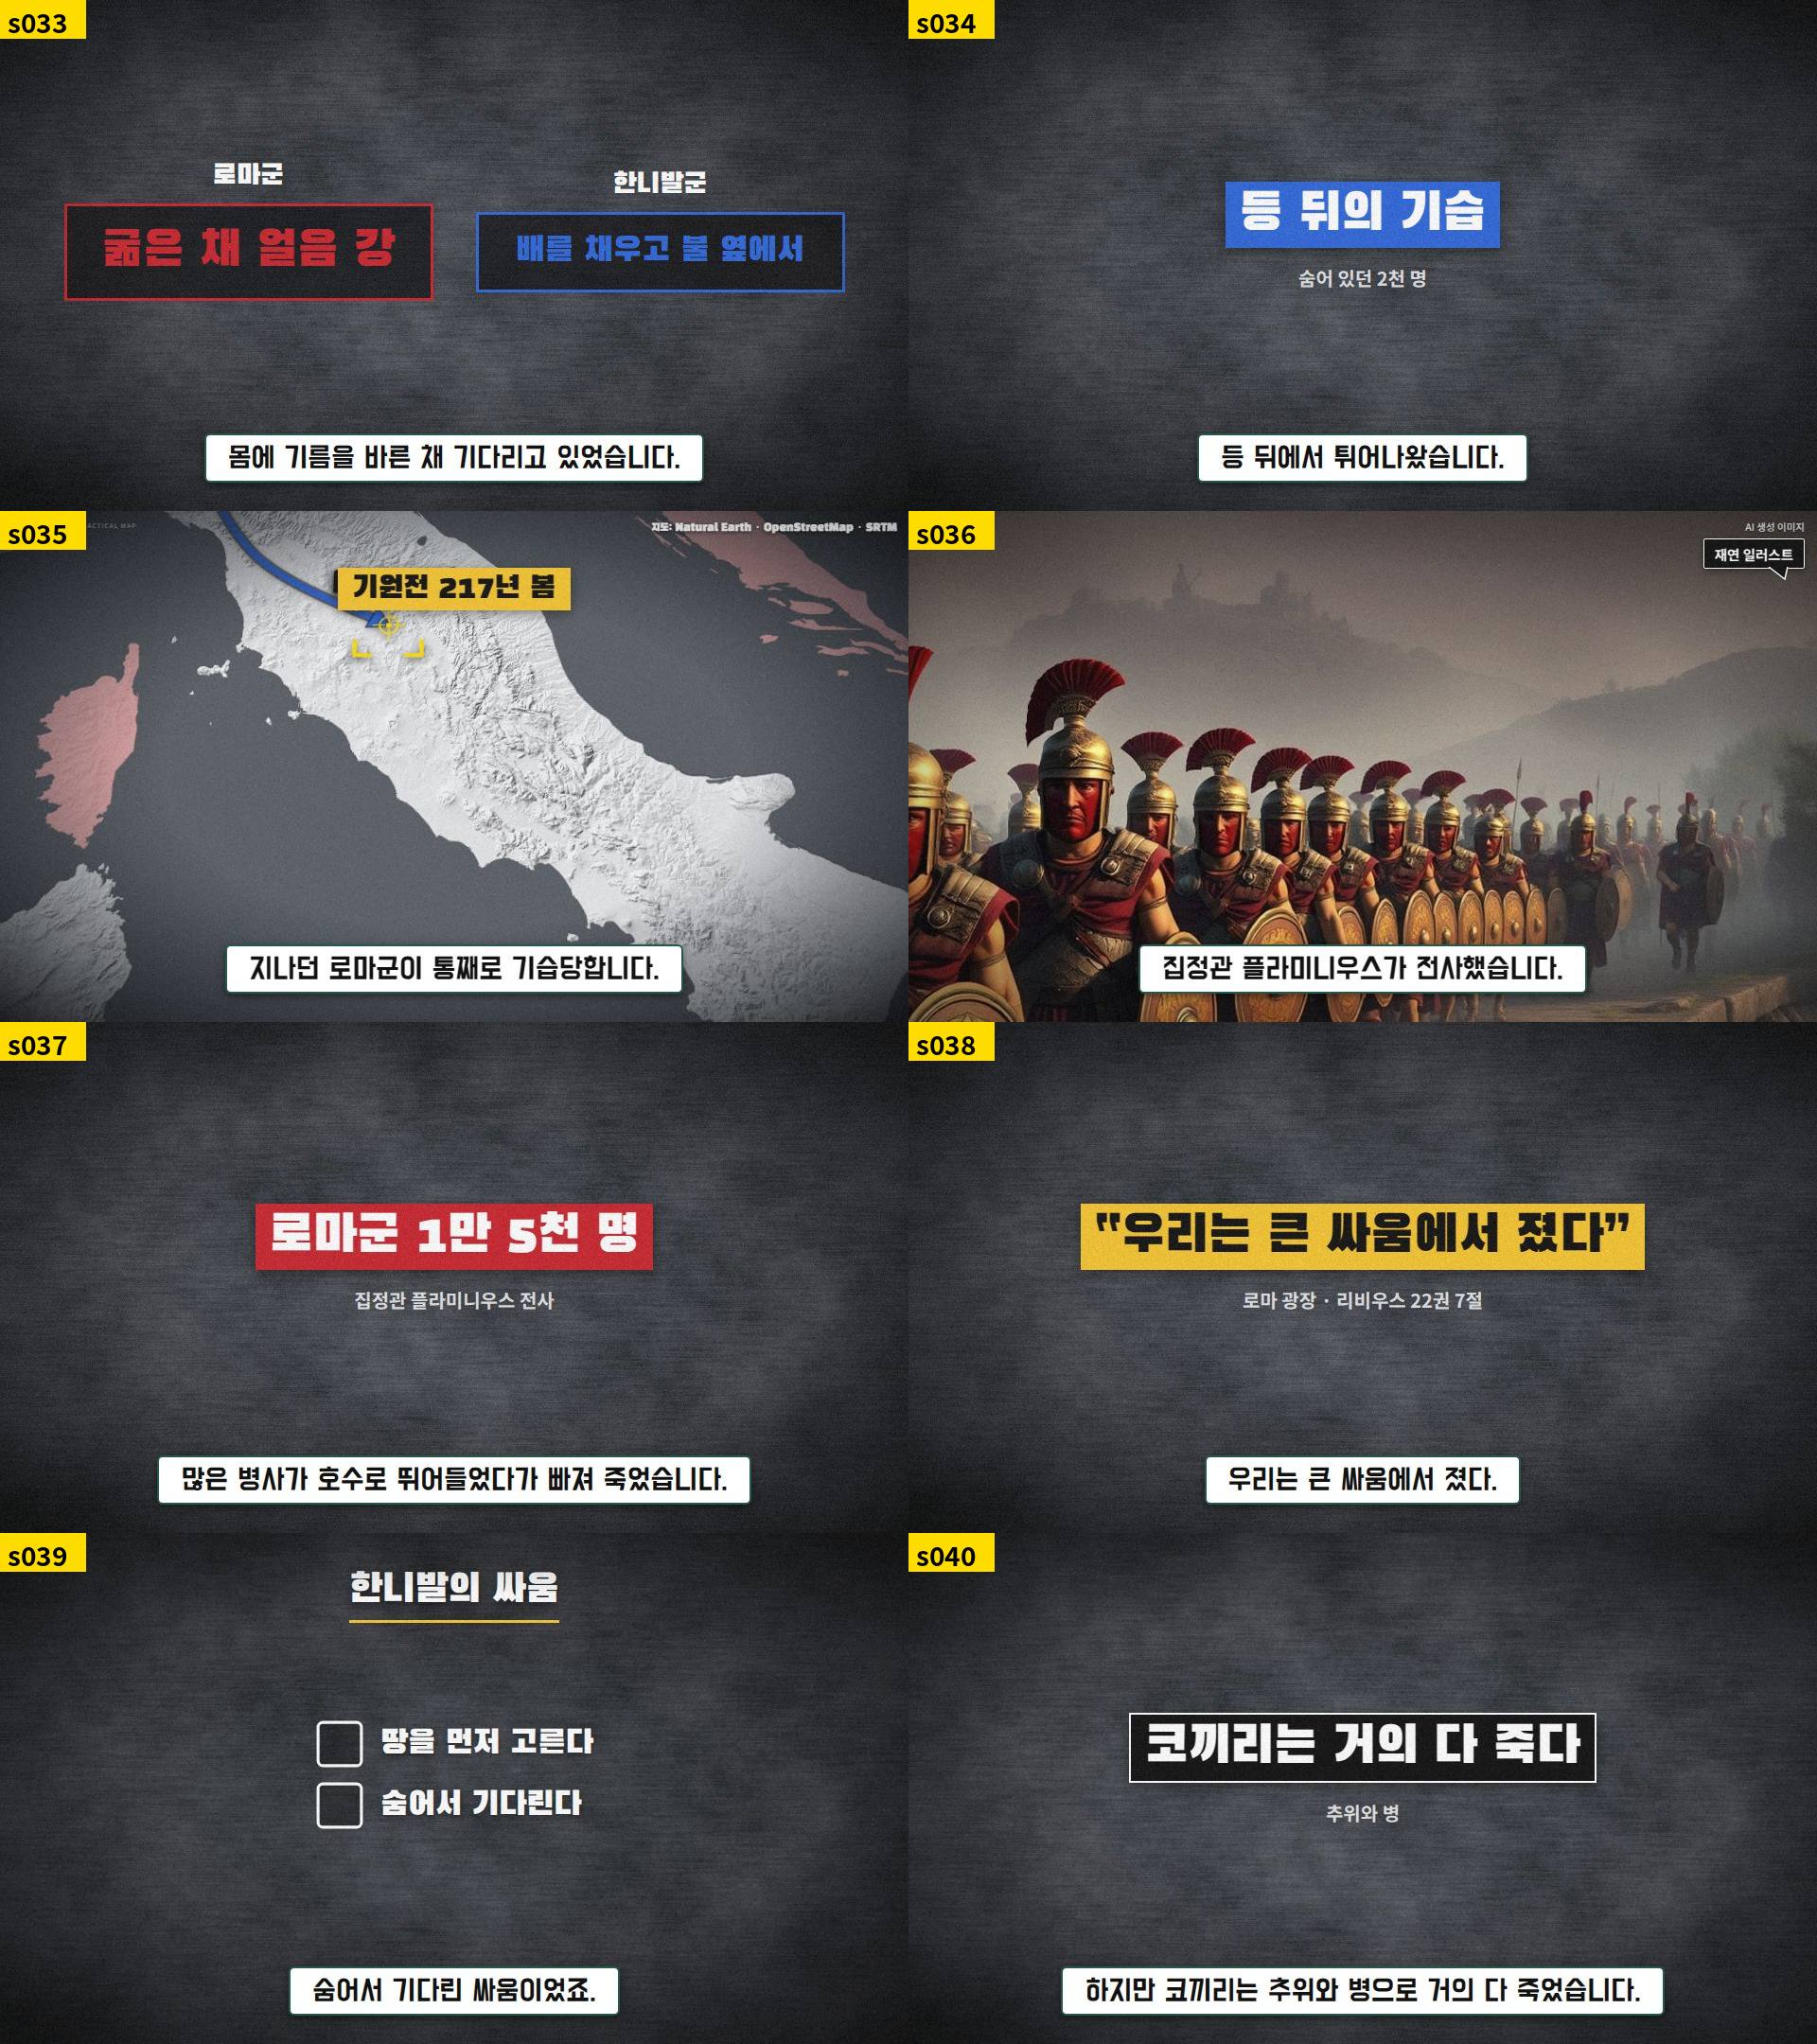 s033
로마군
굶은 채 얼음 강
한니발군
배를 채우고 불 옆에서
몸에 기름을 바른 채 기다리고 있었습니다.
s034
등 뒤의 기습
숨어 있던 2천 명
등 뒤에서 튀어나왔습니다.
s035
ACTICAL MAP
지도: Natural Earth · OpenStreetMap · SRTM
기원전 217년 봄
지나던 로마군이 통째로 기습당합니다.
s036
AI 생성 이미지
재연 일러스트
집정관 플라미니우스가 전사했습니다.
s037
로마군 1만 5천 명
집정관 플라미니우스 전사
많은 병사가 호수로 뛰어들었다가 빠져 죽었습니다.
s038
“우리는 큰 싸움에서 졌다”
로마 광장 · 리비우스 22권 7절
우리는 큰 싸움에서 졌다.
s039
한니발의 싸움
땅을 먼저 고른다
숨어서 기다린다
숨어서 기다린 싸움이었죠.
s040
코끼리는 거의 다 죽다
추위와 병
하지만 코끼리는 추위와 병으로 거의 다 죽었습니다.